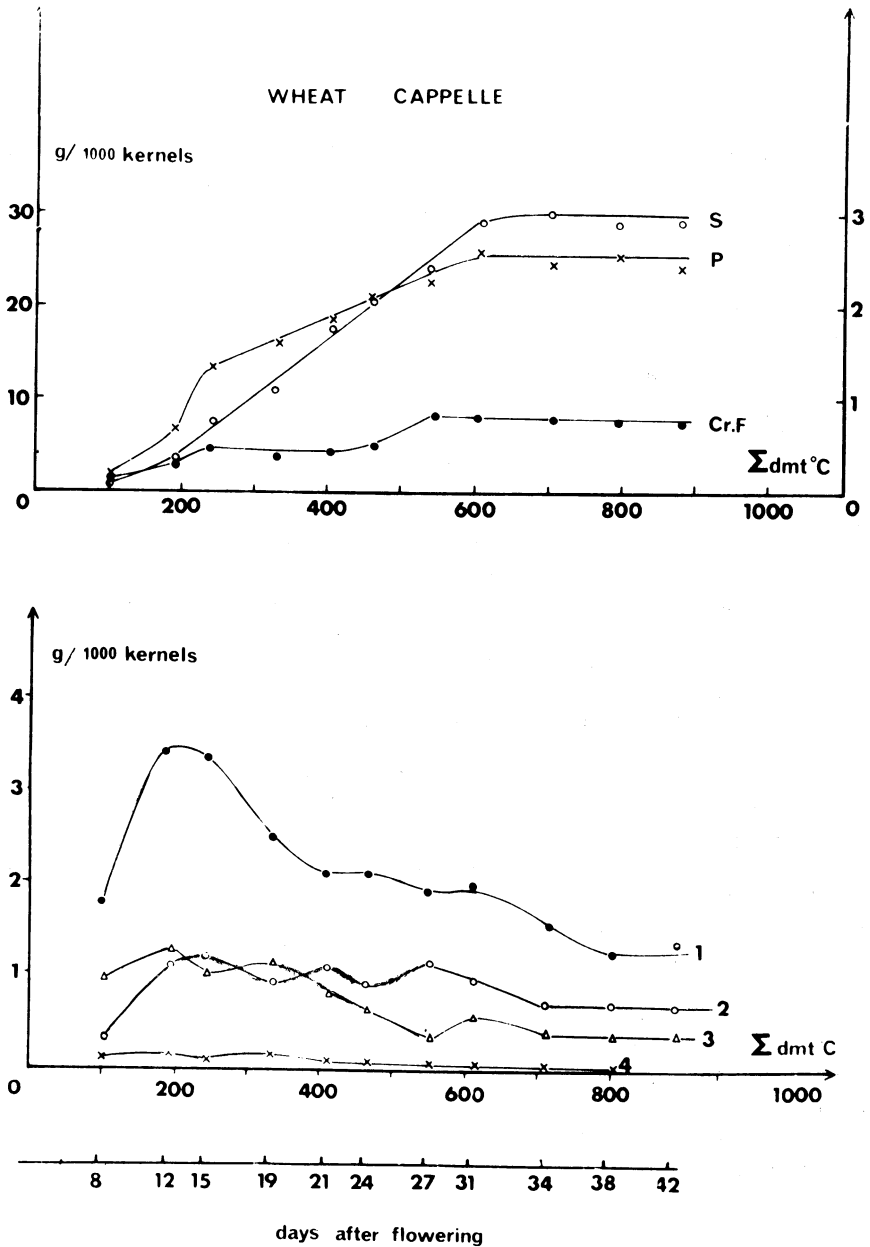 WHEAT CAPPELLE
g/ 1000 kernels
30 S 3
P
20 2
10 1
Cr.F
Σdmt°C
0 200 400 600 800 1000 0
g/ 1000 kernels
4
3
2
1 1
2
3 Σ dmt C
4
0 200 400 600 800 1000
8 12 15 19 21 24 27 31 34 38 42
days after flowering